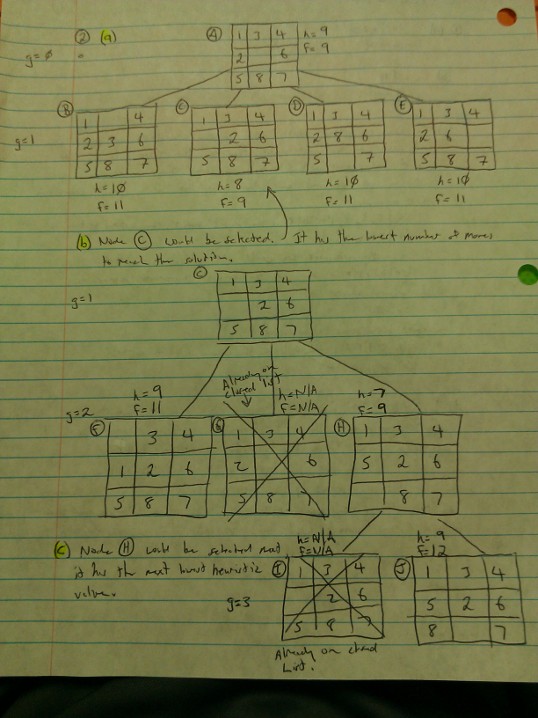 ② (a)
g=ø
Ⓐ
1 3 4
2 6
5 8 7
h=9
f=9
g=1
Ⓑ
1 4
2 3 6
5 8 7
h=1ø
f=11
Ⓒ
1 3 4
2 6
5 8 7
h=8
f=9
Ⓓ
1 3 4
2 8 6
5 7
h=1ø
f=11
Ⓔ
1 3 4
2 6
5 8 7
h=1ø
f=11
(b) Node Ⓒ would be selected. It has the lowest number of moves
to reach the solution.
g=1
Ⓒ
1 3 4
2 6
5 8 7
g=2
h=9
f=11
Ⓕ
3 4
1 2 6
5 8 7
Already on
closed list
h=N/A
f=N/A
Ⓖ
1 3 4
2 6
5 8 7
h=7
f=9
Ⓗ
1 3 4
5 2 6
8 7
(c) Node Ⓗ would be selected next
it has the next lowest heuristic
value.
g=3
h=N/A
f=N/A
Ⓘ
1 3 4
2 6
5 8 7
Already on closed
List.
h=9
f=12
Ⓙ
1 3 4
5 2 6
8 7